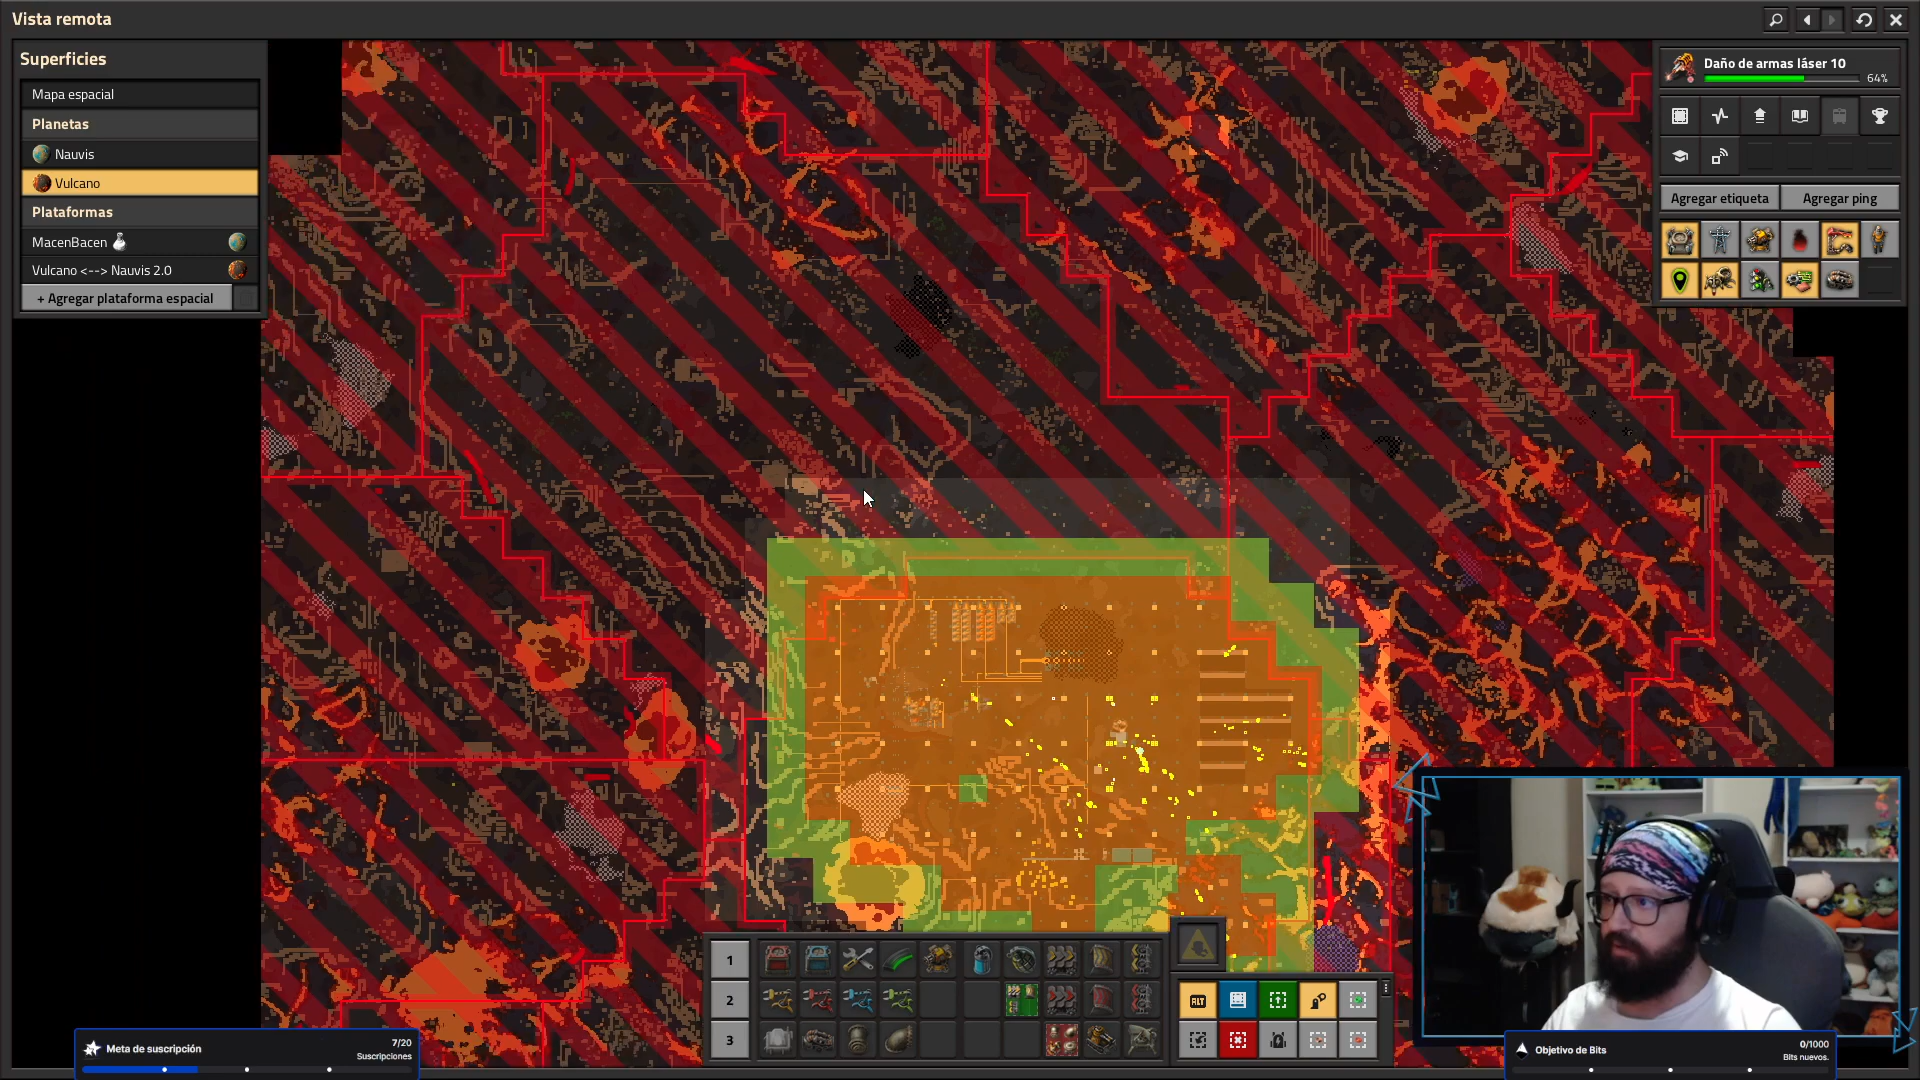 Vista remota
Superficies
Mapa espacial
Planetas
Nauvis
Vulcano
Plataformas
MacenBacen
Vulcano <--> Nauvis 2.0
+ Agregar plataforma espacial
Daño de armas láser 10
64%
Agregar etiqueta
Agregar ping
1
2
3
ALT
Meta de suscripción
7/20
Suscripciones
Objetivo de Bits
0/1000
Bits nuevos.